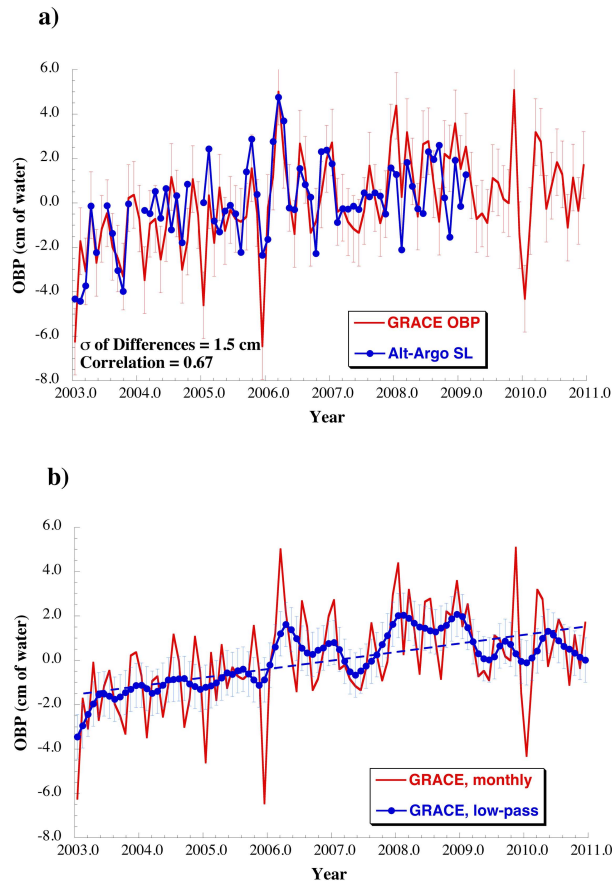 a)
6.0
4.0
2.0
0.0
-2.0
-4.0
-6.0
-8.0
OBP (cm of water)
σ of Differences = 1.5 cm
Correlation = 0.67
GRACE OBP
Alt-Argo SL
2003.0 2004.0 2005.0 2006.0 2007.0 2008.0 2009.0 2010.0 2011.0
Year
b)
6.0
4.0
2.0
0.0
-2.0
-4.0
-6.0
-8.0
OBP (cm of water)
GRACE, monthly
GRACE, low-pass
2003.0 2004.0 2005.0 2006.0 2007.0 2008.0 2009.0 2010.0 2011.0
Year